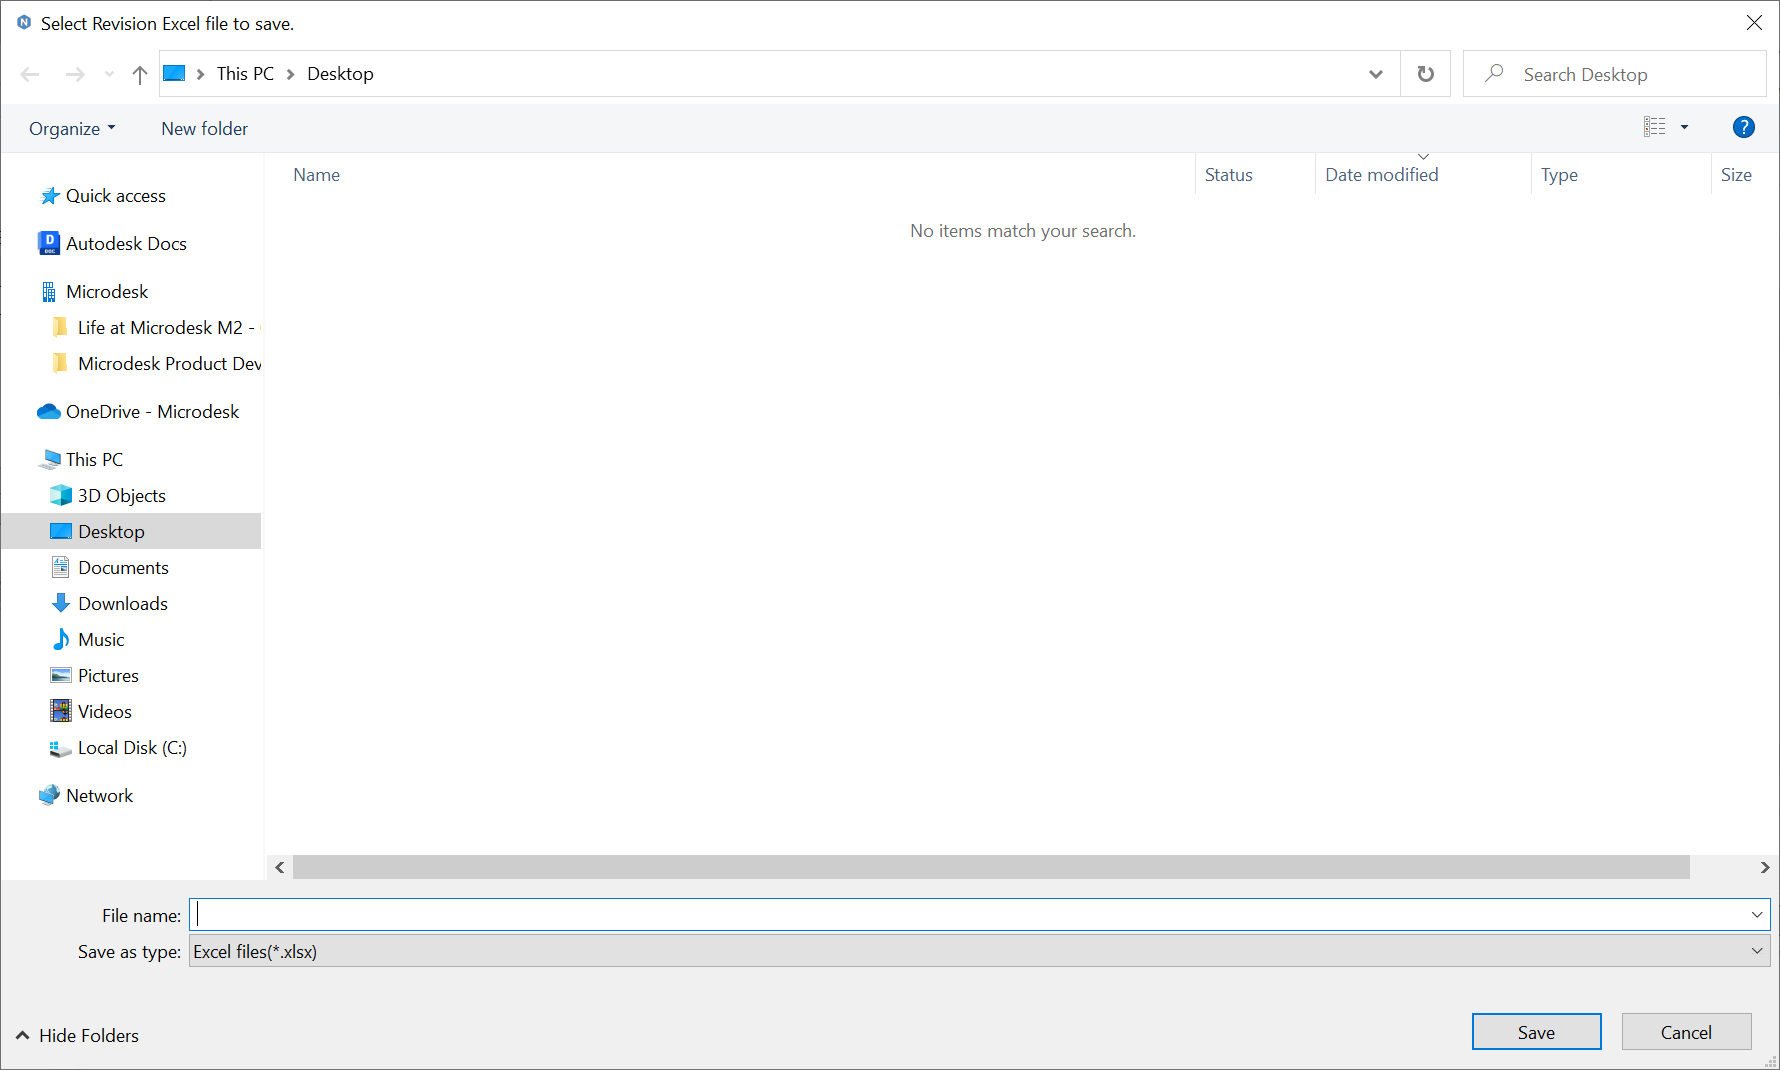 Select Revision Excel file to save.
This PC
Desktop
Search Desktop
Organize
New folder
?
Name
Status
Date modified
Type
Size
No items match your search.
Quick access
Autodesk Docs
Microdesk
Life at Microdesk M2 -
Microdesk Product Dev
OneDrive - Microdesk
This PC
3D Objects
Desktop
Documents
Downloads
Music
Pictures
Videos
Local Disk (C:)
Network
File name:
Save as type: Excel files(*.xlsx)
Hide Folders
Save
Cancel